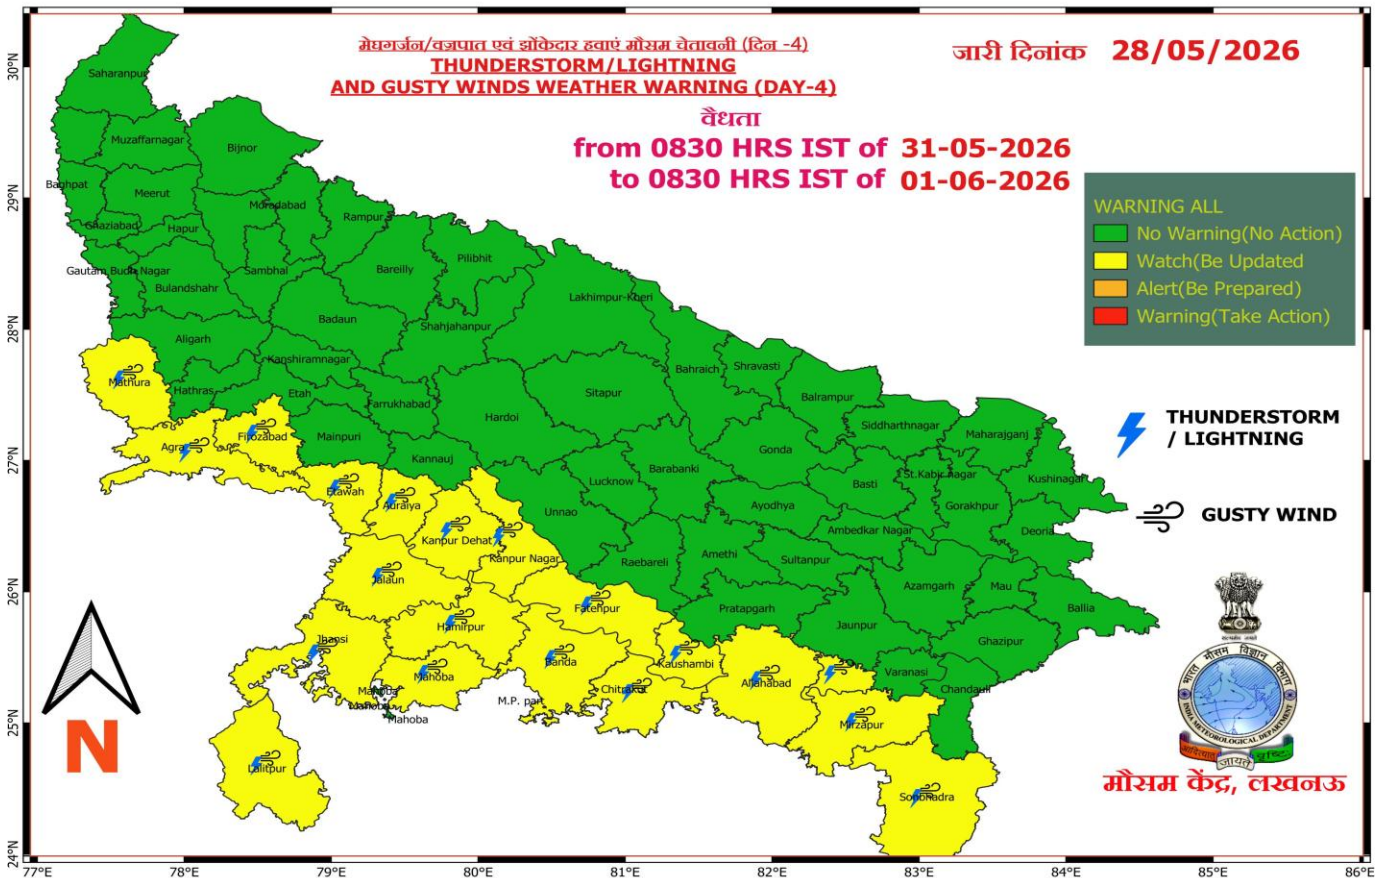 मेघगर्जन/वज्रपात एवं झोंकेदार हवाएं मौसम चेतावनी (दिन -4)
THUNDERSTORM/LIGHTNING
AND GUSTY WINDS WEATHER WARNING (DAY-4)
जारी दिनांक 28/05/2026
वैधता
from 0830 HRS IST of 31-05-2026
to 0830 HRS IST of 01-06-2026
WARNING ALL
No Warning(No Action)
Watch(Be Updated
Alert(Be Prepared)
Warning(Take Action)
THUNDERSTORM
/ LIGHTNING
GUSTY WIND
Saharanpur
Muzaffarnagar
Bijnor
Baghpat
Meerut
Moradabad
Rampur
Ghaziabad
Hapur
Gautam Budh Nagar
Sambhal
Bareilly
Pilibhit
Bulandshahr
Lakhimpur-Kheri
Badaun
Shahjahanpur
Aligarh
Kanshiramnagar
Bahraich
Shravasti
Mathura
Hathras
Etah
Farrukhabad
Sitapur
Balrampur
Hardoi
Siddharthnagar
Maharajganj
Agra
Firozabad
Mainpuri
Kannauj
Gonda
Barabanki
St.Kabir nagar
Kushinagar
Etawah
Auraiya
Lucknow
Basti
Gorakhpur
Unnao
Ayodhya
Deoria
Kanpur Dehat
Kanpur Nagar
Ambedkar Nagar
Raebareli
Amethi
Sultanpur
Jalaun
Azamgarh
Mau
Ballia
Fatehpur
Pratapgarh
Hamirpur
Jaunpur
Ghazipur
Jhansi
Banda
Kaushambi
Mahoba
Varanasi
Chandauli
Allahabad
Chitrakut
Mahoba
Mahoba
Mahoba
M.P. part
Mirzapur
Lalitpur
Sonbhadra
N
भारत मौसम विज्ञान विभाग
INDIA METEOROLOGICAL DEPARTMENT
आदित्यात् जायते वृष्टिः
मौसम केंद्र, लखनऊ
30°N
29°N
28°N
27°N
26°N
25°N
24°N
77°E 78°E 79°E 80°E 81°E 82°E 83°E 84°E 85°E 86°E